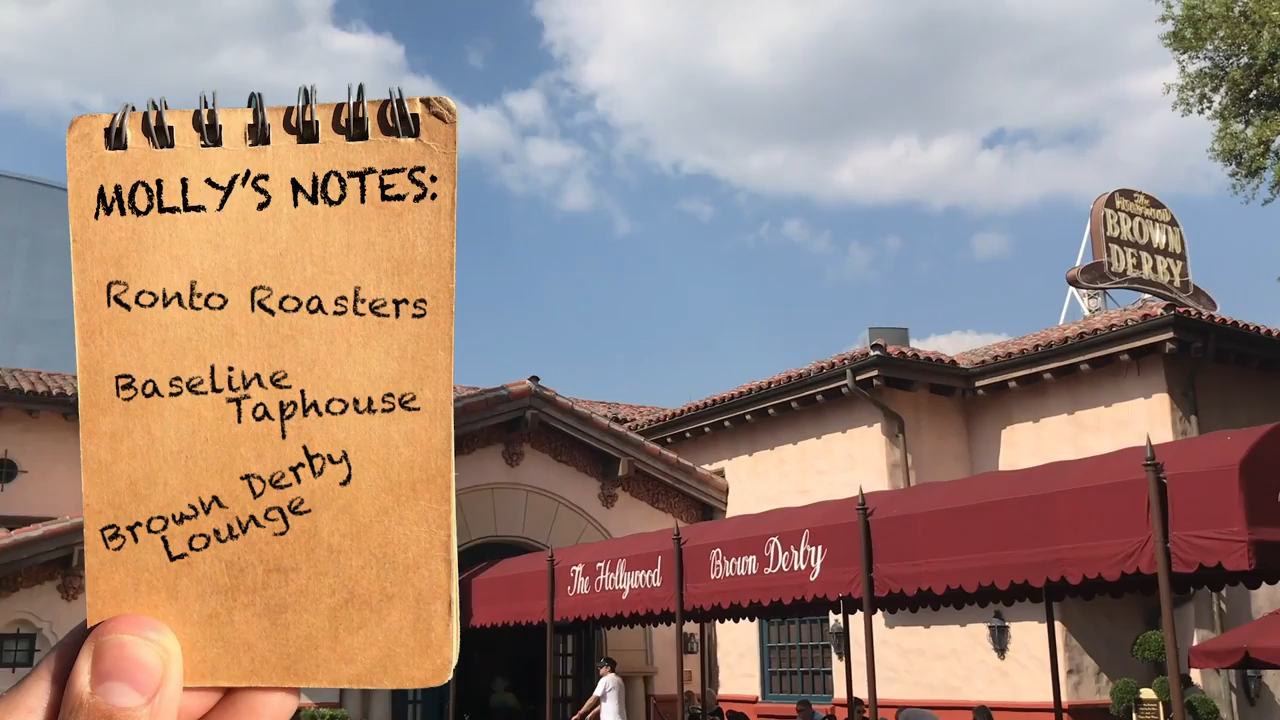 MOLLY'S NOTES:
Ronto Roasters
Baseline
Taphouse
Brown Derby
Lounge
The
Hollywood
BROWN
DERBY
The Hollywood
Brown Derby